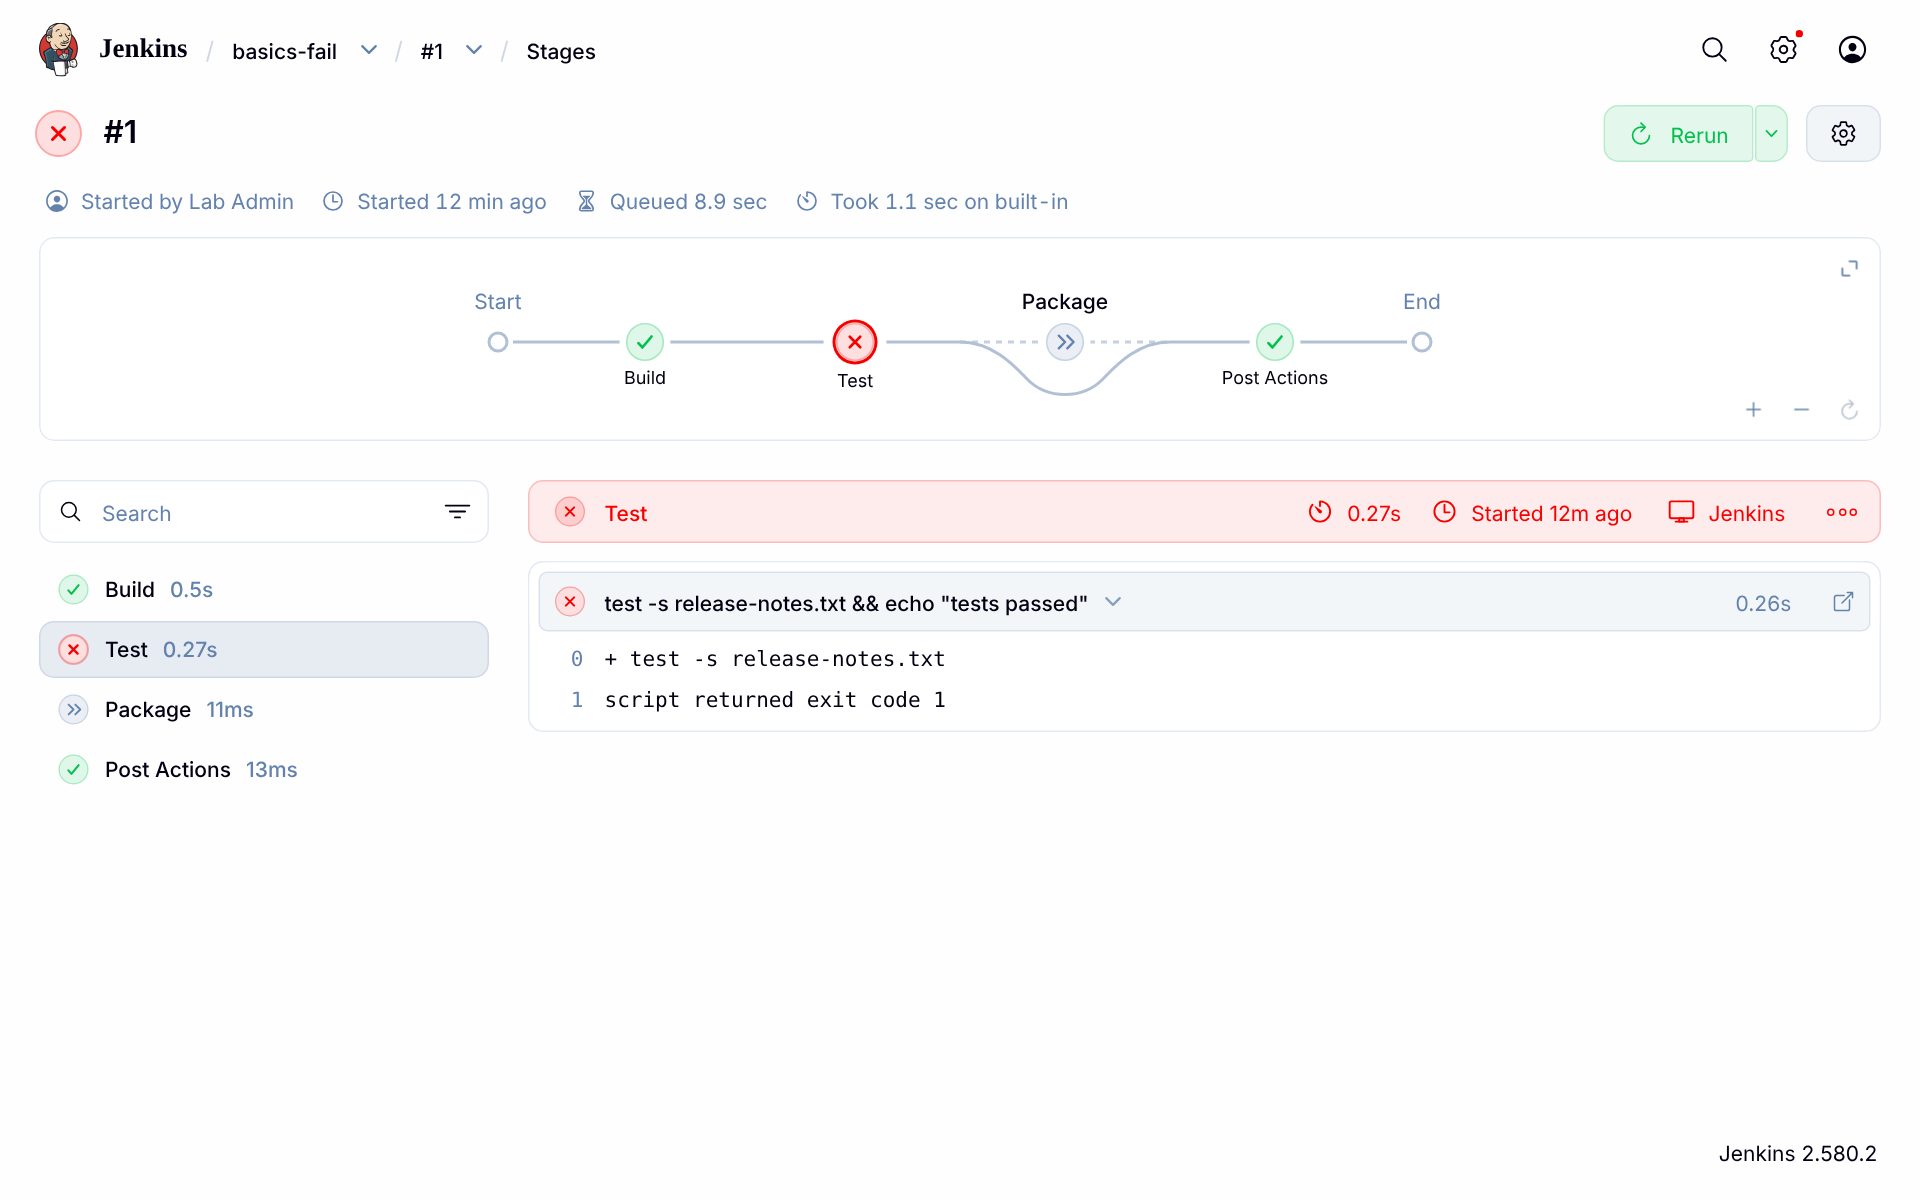 Jenkins / basics-fail / #1 / Stages
#1
Rerun
Started by Lab Admin Started 12 min ago Queued 8.9 sec Took 1.1 sec on built-in
Start Package End
Build Test Post Actions
Search
Build 0.5s
Test 0.27s
Package 11ms
Post Actions 13ms
Test 0.27s Started 12m ago Jenkins
test -s release-notes.txt && echo "tests passed" 0.26s
0 + test -s release-notes.txt
1 script returned exit code 1
Jenkins 2.580.2